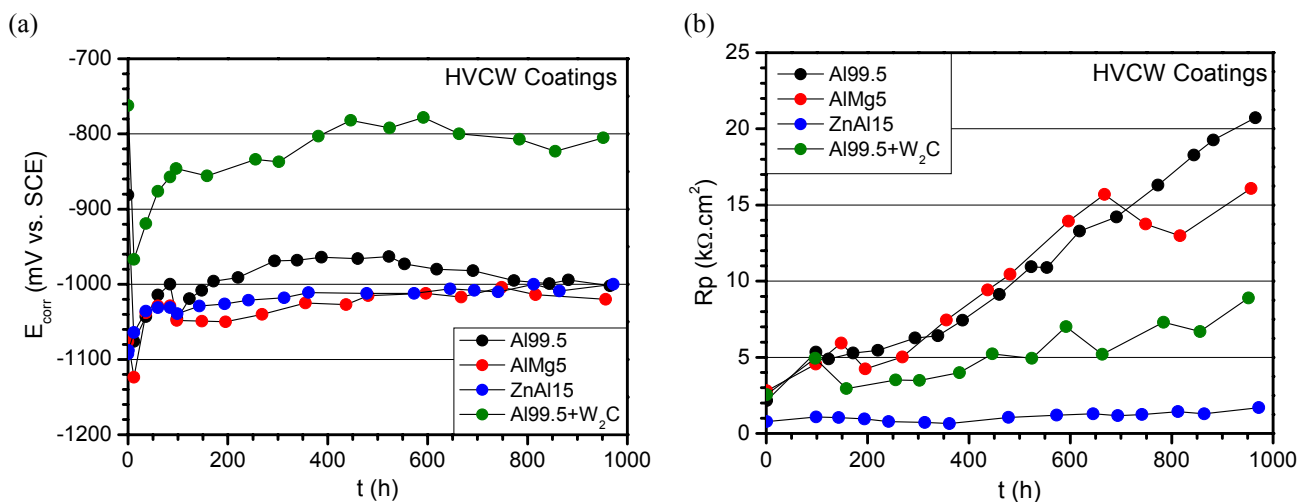 (a)
-700
-800
-900
-1000
-1100
-1200
E_corr (mV vs. SCE)
HVCW Coatings
Al99.5
AlMg5
ZnAl15
Al99.5+W₂C
0 200 400 600 800 1000
t (h)
(b)
25
20
15
10
5
0
Rp (kΩ.cm²)
Al99.5
AlMg5
ZnAl15
Al99.5+W₂C
HVCW Coatings
0 200 400 600 800 1000
t (h)